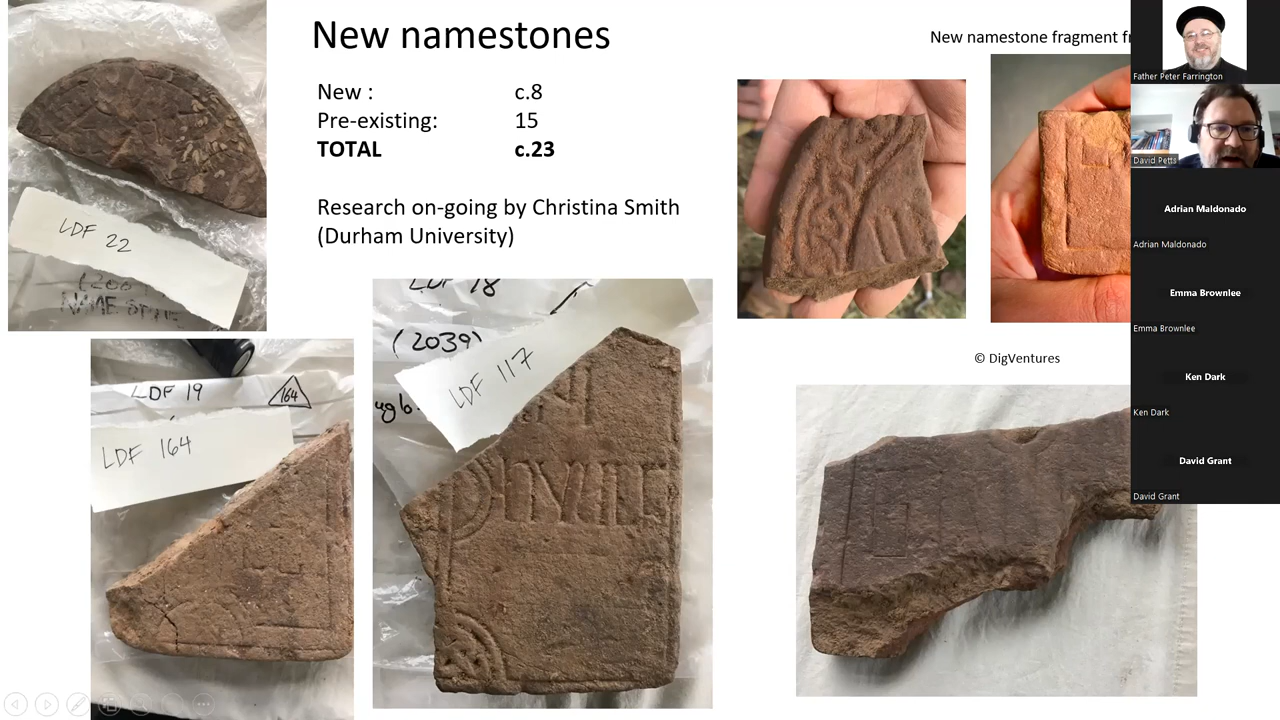 New namestones
New : c.8
Pre-existing: 15
TOTAL c.23
Research on-going by Christina Smith
(Durham University)
New namestone fragment
© DigVentures
LDF 22
NAME STONE
LDF 19
164
LDF 164
LDF 18
(2039)
LDF 117
Father Peter Farrington
David Petts
Adrian Maldonado
Adrian Maldonado
Emma Brownlee
Emma Brownlee
Ken Dark
Ken Dark
David Grant
David Grant